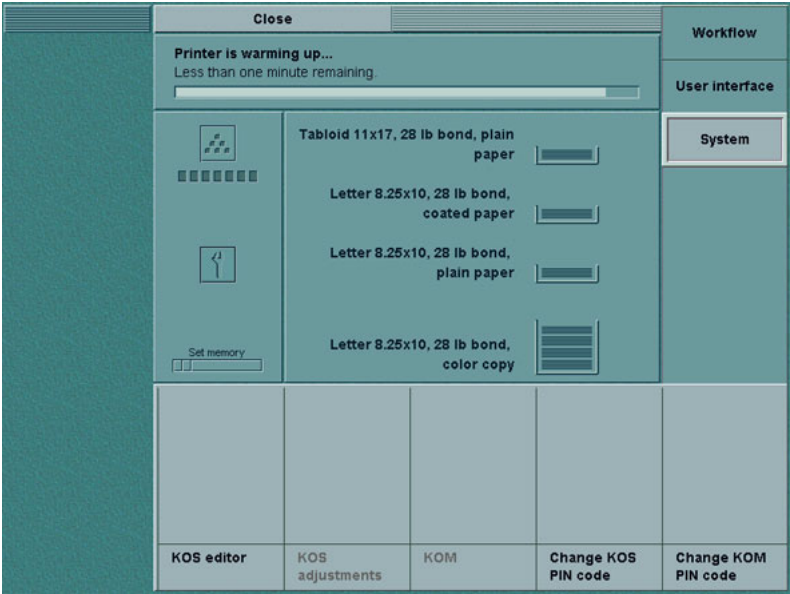 Close
Workflow
Printer is warming up...
Less than one minute remaining.
User interface
System
Tabloid 11x17, 28 lb bond, plain
paper
Letter 8.25x10, 28 lb bond,
coated paper
Letter 8.25x10, 28 lb bond,
plain paper
Set memory
Letter 8.25x10, 28 lb bond,
color copy
KOS editor
KOS
adjustments
KOM
Change KOS
PIN code
Change KOM
PIN code